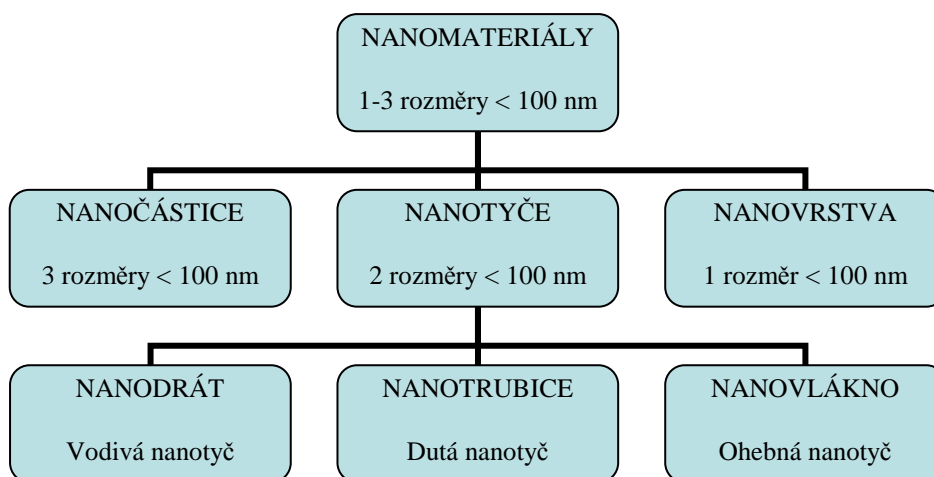 NANOMATERIÁLY
1-3 rozměry < 100 nm
NANOČÁSTICE
3 rozměry < 100 nm
NANOTYČE
2 rozměry < 100 nm
NANOVRSTVA
1 rozměr < 100 nm
NANODRÁT
Vodivá nanotyč
NANOTRUBICE
Dutá nanotyč
NANOVLÁKNO
Ohebná nanotyč